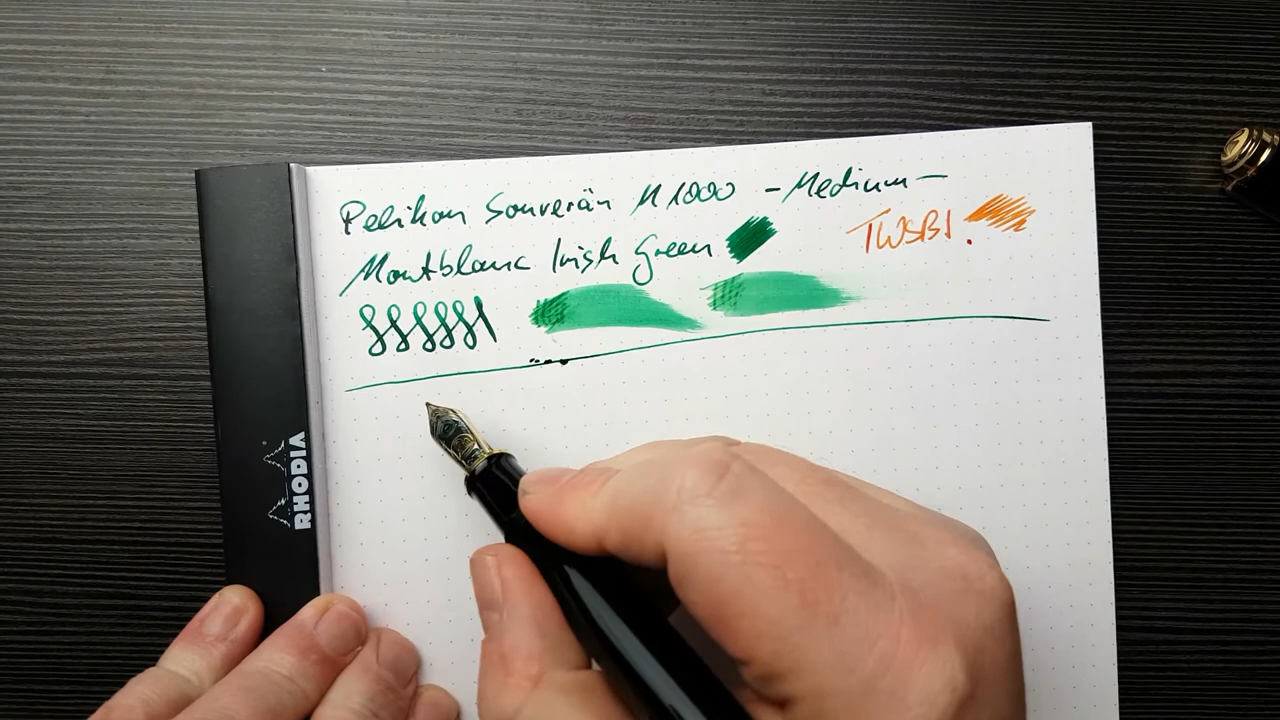 Pelikan Souverän M1000 - Medium -
TWSBI.
Montblanc Irish Green
RHODIA